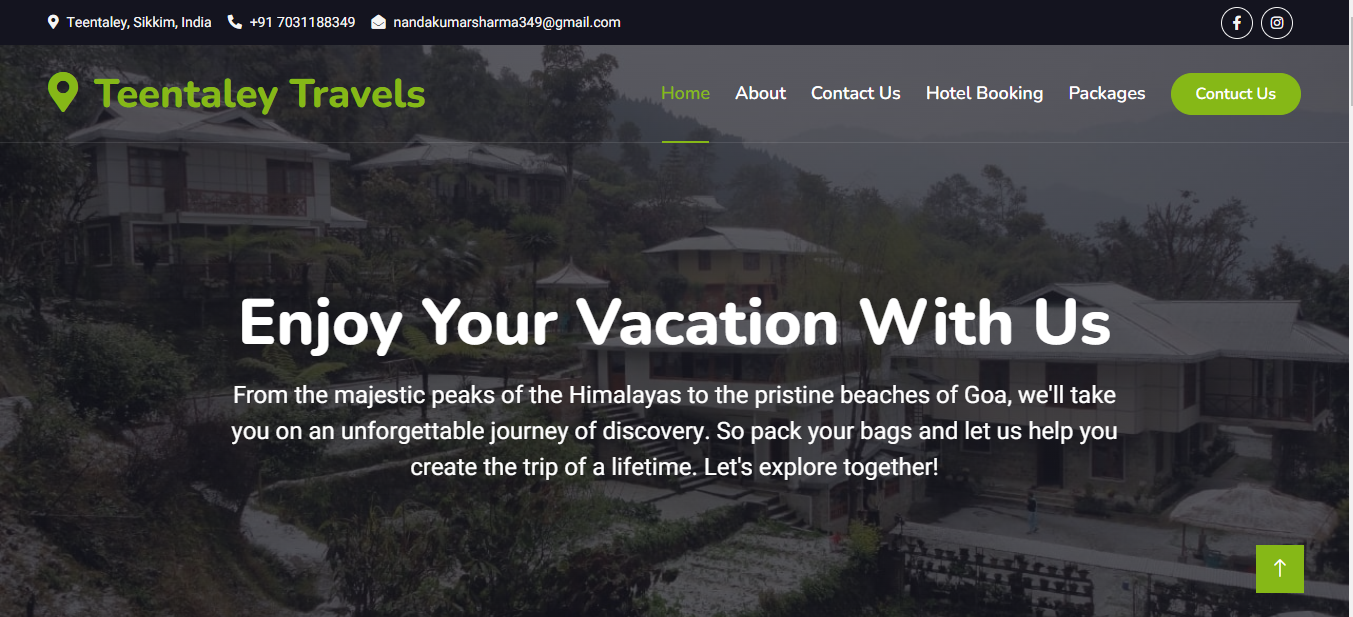 Teentaley, Sikkim, India +91 7031188349 nandakumarsharma349@gmail.com
Teentaley Travels
Home About Contact Us Hotel Booking Packages Contuct Us
Enjoy Your Vacation With Us
From the majestic peaks of the Himalayas to the pristine beaches of Goa, we'll take
you on an unforgettable journey of discovery. So pack your bags and let us help you
create the trip of a lifetime. Let's explore together!